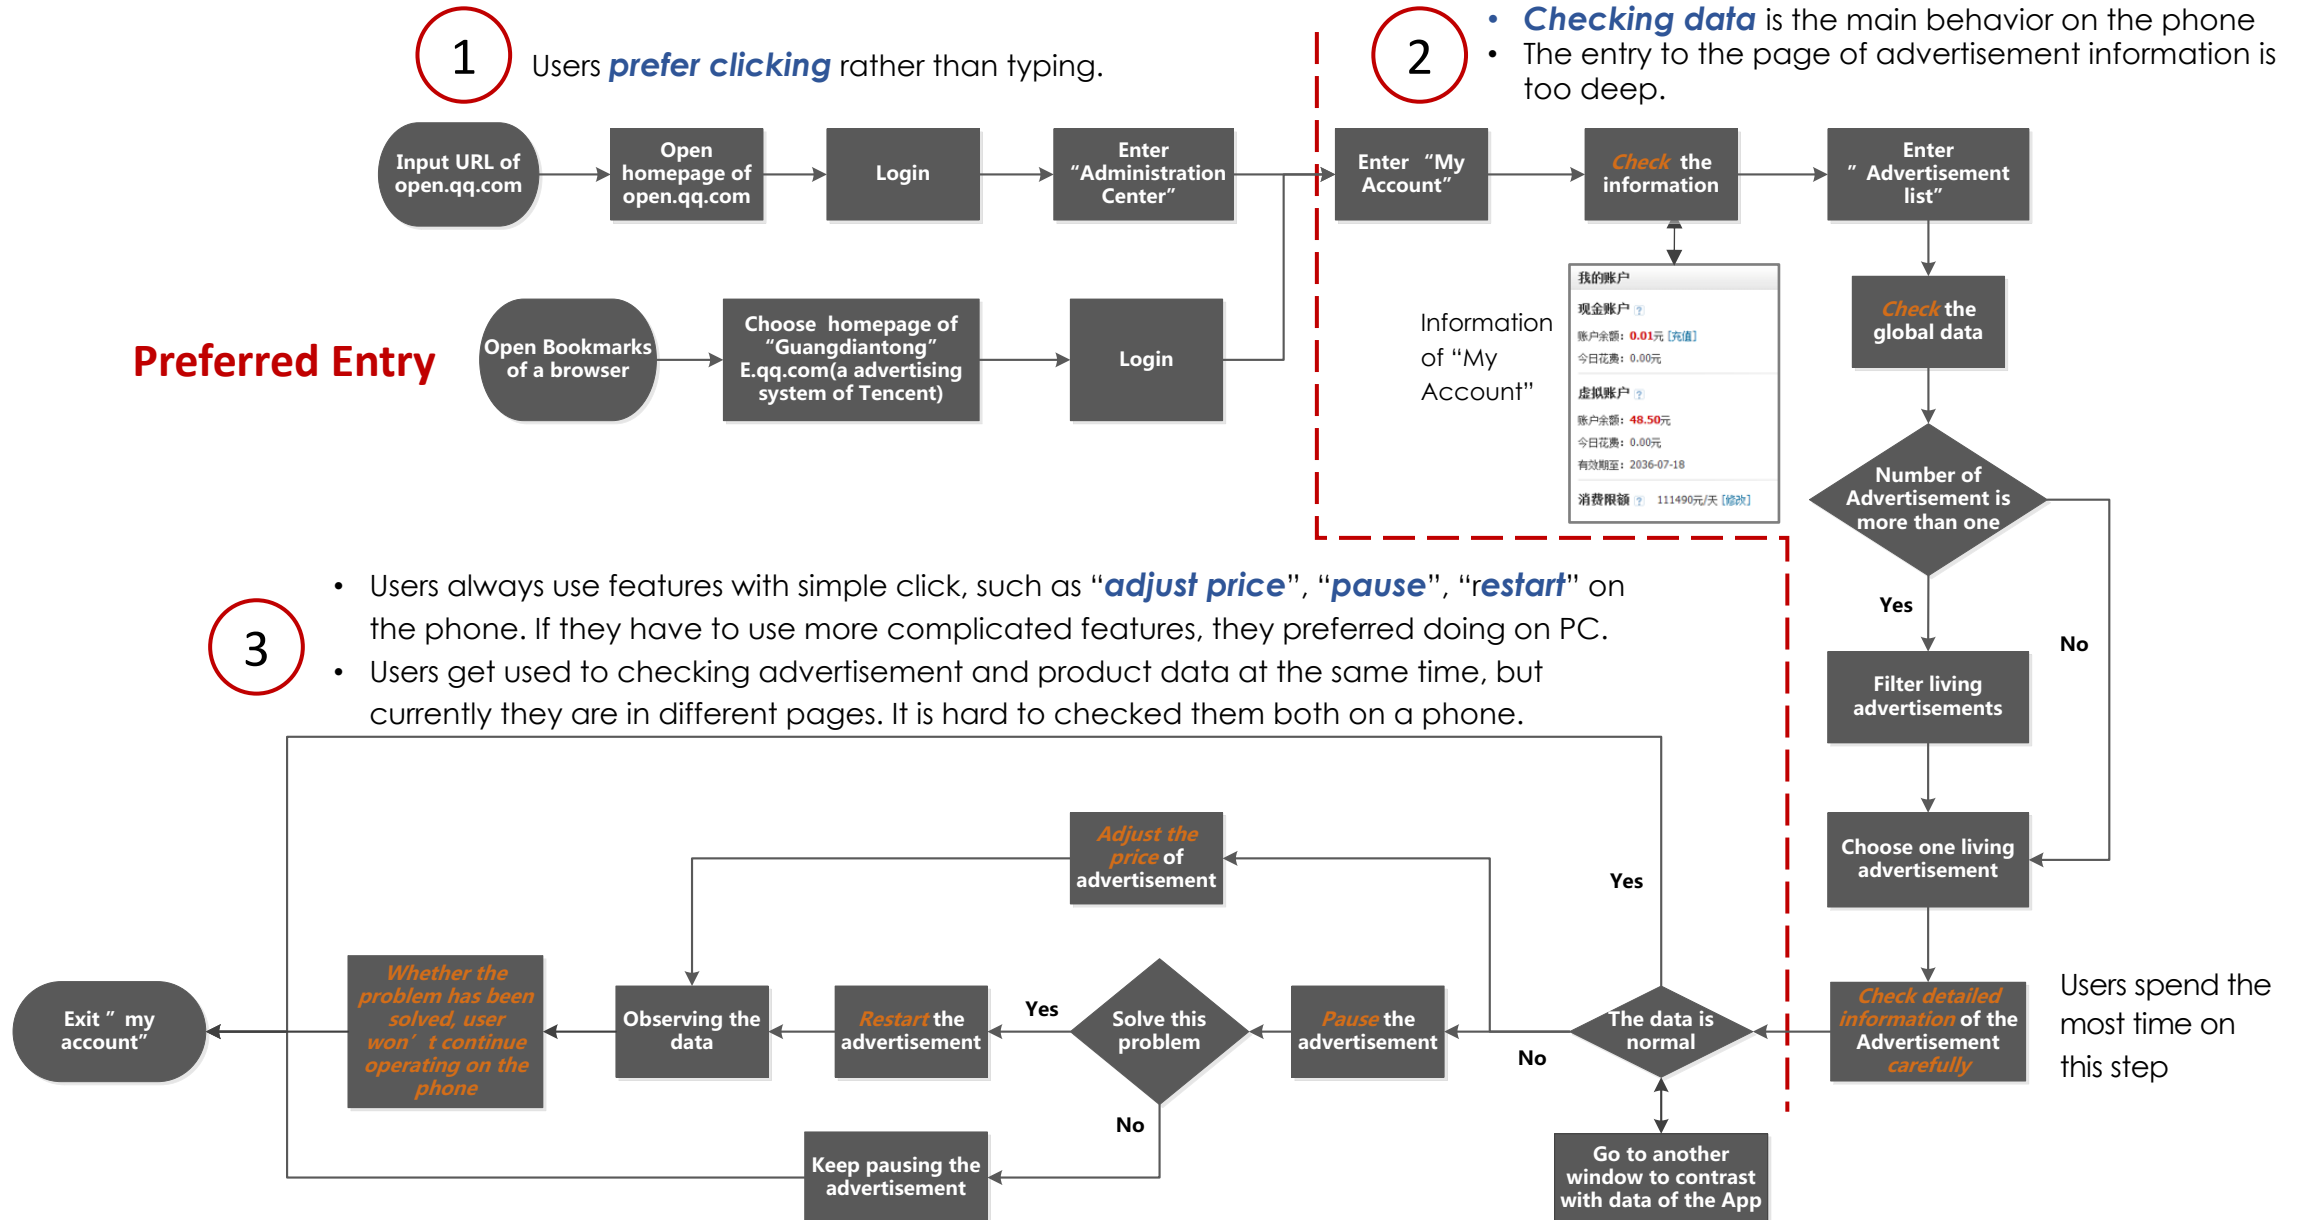 1
Users prefer clicking rather than typing.
2
• Checking data is the main behavior on the phone
• The entry to the page of advertisement information is
too deep.
Input URL of
open.qq.com
Open
homepage of
open.qq.com
Login
Enter
“Administration
Center”
Enter “My
Account”
Check the
information
Enter
” Advertisement
list”
Preferred Entry
Open Bookmarks
of a browser
Choose homepage of
“Guangdiantong”
E.qq.com(a advertising
system of Tencent)
Login
Information
of “My
Account”
我的账户
现金账户 ?
账户余额：0.01元 [充值]
今日花费：0.00元
虚拟账户 ?
账户余额：48.50元
今日花费：0.00元
有效期至：2036-07-18
消费限额 ? 111490元/天 [修改]
Check the
global data
Number of
Advertisement is
more than one
Yes
No
Filter living
advertisements
Choose one living
advertisement
Check detailed
information of the
Advertisement
carefully
Users spend the
most time on
this step
3
• Users always use features with simple click, such as “adjust price”, “pause”, “restart” on
the phone. If they have to use more complicated features, they preferred doing on PC.
• Users get used to checking advertisement and product data at the same time, but
currently they are in different pages. It is hard to checked them both on a phone.
Adjust the
price of
advertisement
Yes
Exit ” my
account”
Whether the
problem has been
solved, user
won’ t continue
operating on the
phone
Observing the
data
Restart the
advertisement
Yes
Solve this
problem
Pause the
advertisement
No
The data is
normal
No
Keep pausing the
advertisement
Go to another
window to contrast
with data of the App